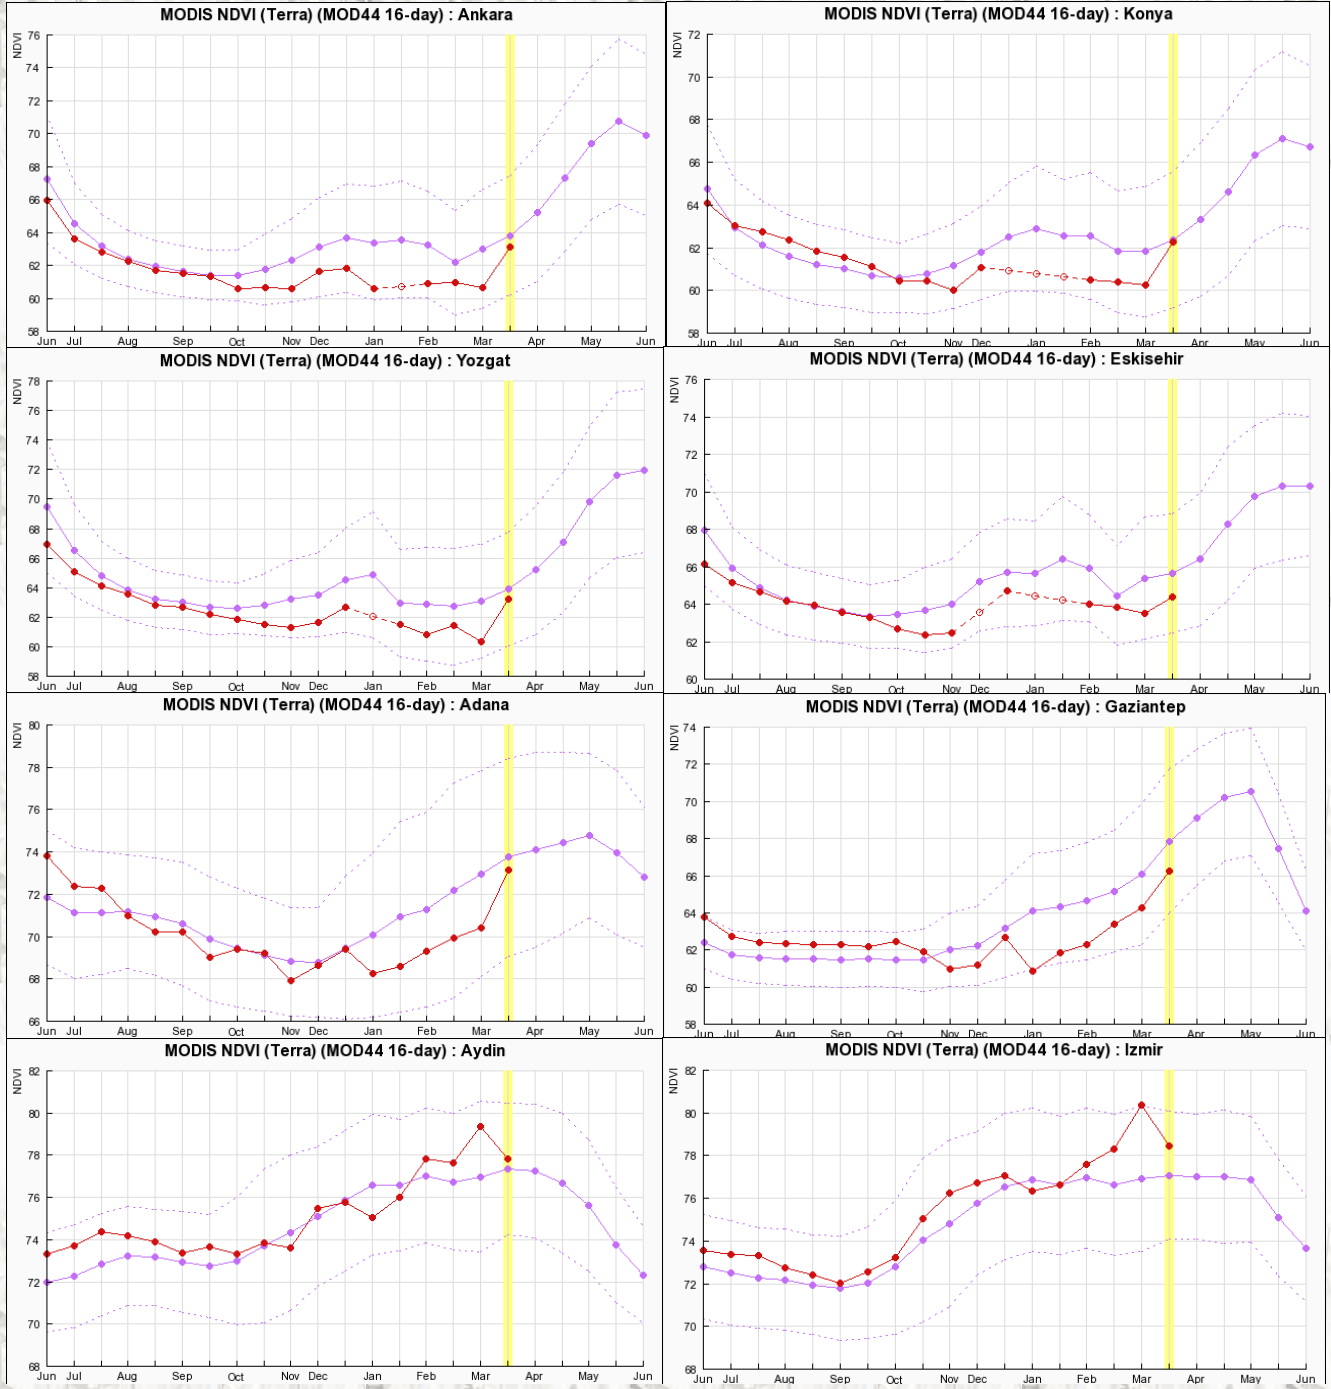 MODIS NDVI (Terra) (MOD44 16-day) : Ankara
NDVI
76
74
72
70
68
66
64
62
60
58
Jun Jul Aug Sep Oct Nov Dec Jan Feb Mar Apr May Jun
MODIS NDVI (Terra) (MOD44 16-day) : Konya
NDVI
72
70
68
66
64
62
60
58
Jun Jul Aug Sep Oct Nov Dec Jan Feb Mar Apr May Jun
MODIS NDVI (Terra) (MOD44 16-day) : Yozgat
NDVI
78
76
74
72
70
68
66
64
62
60
58
Jun Jul Aug Sep Oct Nov Dec Jan Feb Mar Apr May Jun
MODIS NDVI (Terra) (MOD44 16-day) : Eskisehir
NDVI
76
74
72
70
68
66
64
62
60
Jun Jul Aug Sep Oct Nov Dec Jan Feb Mar Apr May Jun
MODIS NDVI (Terra) (MOD44 16-day) : Adana
NDVI
80
78
76
74
72
70
68
66
Jun Jul Aug Sep Oct Nov Dec Jan Feb Mar Apr May Jun
MODIS NDVI (Terra) (MOD44 16-day) : Gaziantep
NDVI
74
72
70
68
66
64
62
60
58
Jun Jul Aug Sep Oct Nov Dec Jan Feb Mar Apr May Jun
MODIS NDVI (Terra) (MOD44 16-day) : Aydin
NDVI
82
80
78
76
74
72
70
68
Jun Jul Aug Sep Oct Nov Dec Jan Feb Mar Apr May Jun
MODIS NDVI (Terra) (MOD44 16-day) : Izmir
NDVI
82
80
78
76
74
72
70
68
Jun Jul Aug Sep Oct Nov Dec Jan Feb Mar Apr May Jun